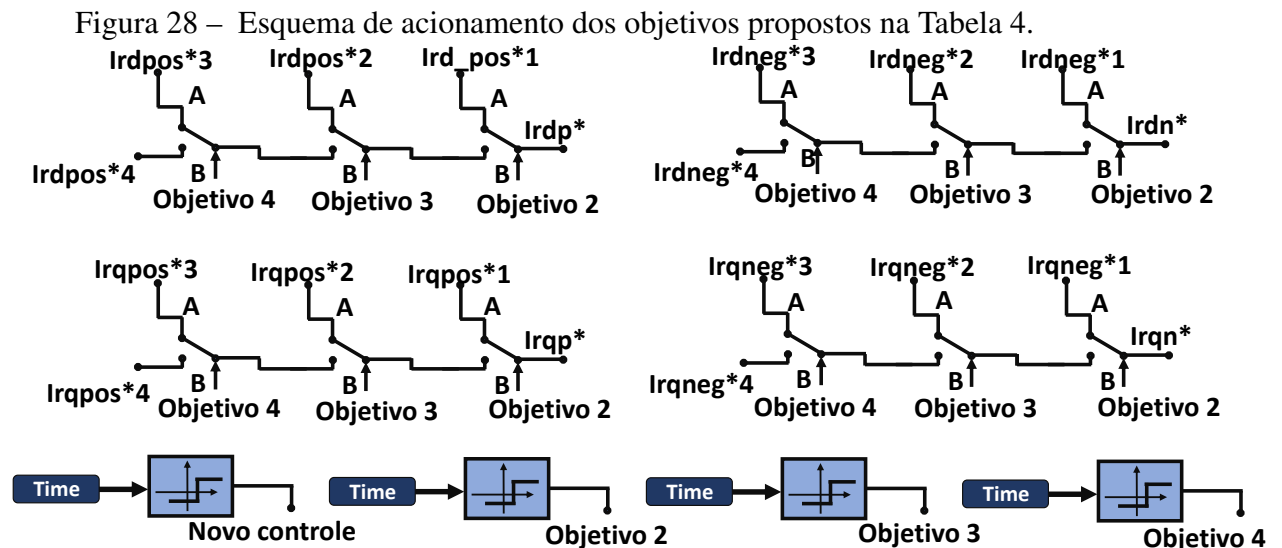 Figura 28 – Esquema de acionamento dos objetivos propostos na Tabela 4.
Irdpos*3 Irdpos*2 Ird_pos*1
A A A
Irdp*
Irdpos*4
B B B
Objetivo 4 Objetivo 3 Objetivo 2
Irdneg*3 Irdneg*2 Irdneg*1
A A A
Irdn*
Irdneg*4
B B B
Objetivo 4 Objetivo 3 Objetivo 2
Irqpos*3 Irqpos*2 Irqpos*1
A A A
Irqp*
Irqpos*4
B B B
Objetivo 4 Objetivo 3 Objetivo 2
Irqneg*3 Irqneg*2 Irqneg*1
A A A
Irqn*
Irqneg*4
B B B
Objetivo 4 Objetivo 3 Objetivo 2
Time Time Time Time
Novo controle Objetivo 2 Objetivo 3 Objetivo 4